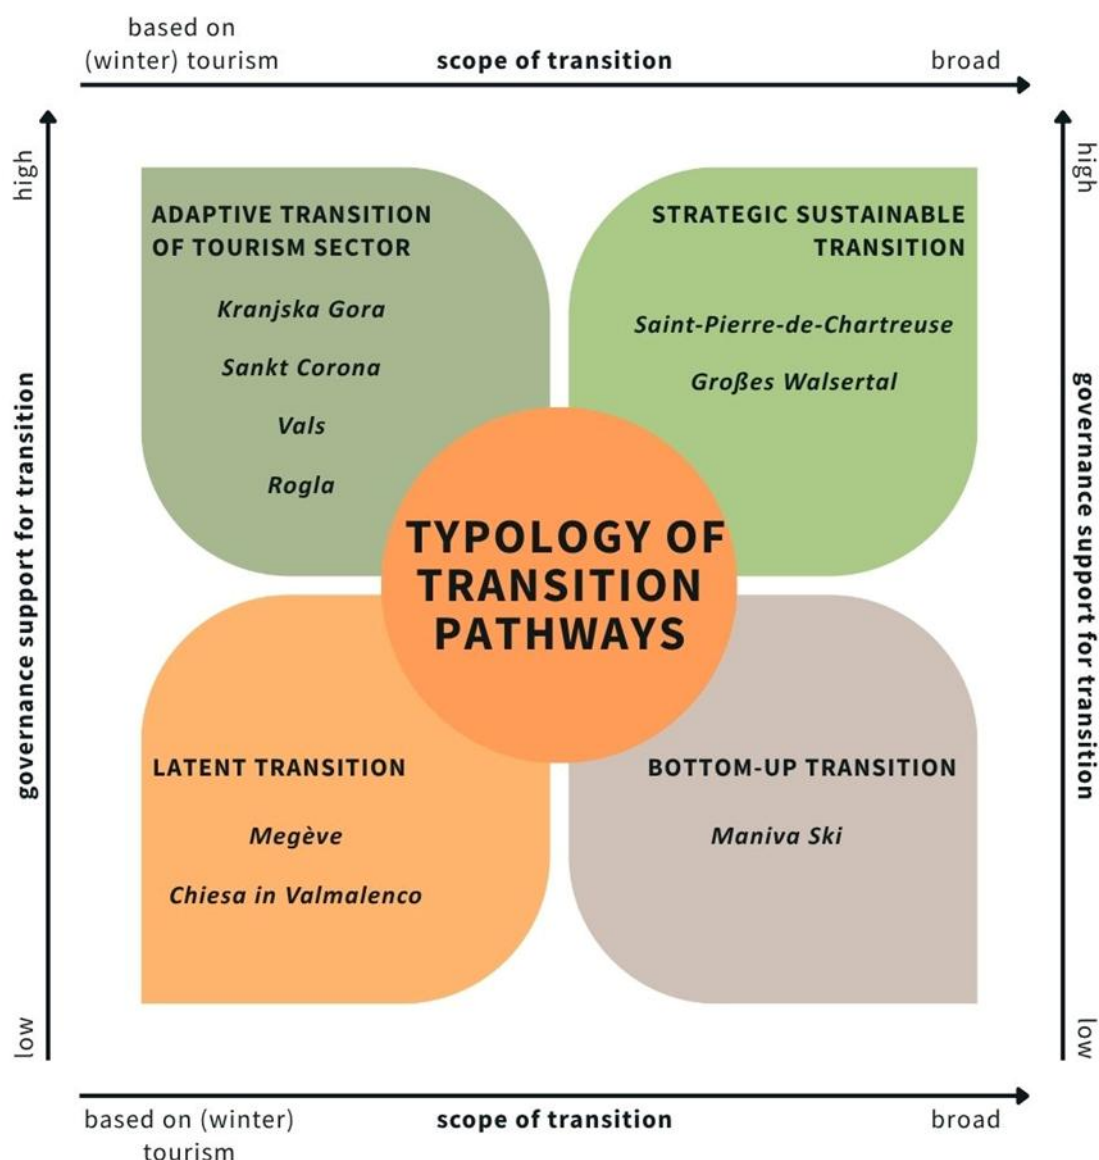 based on
(winter) tourism
scope of transition
broad
high
high
ADAPTIVE TRANSITION
OF TOURISM SECTOR
Kranjska Gora
Sankt Corona
Vals
Rogla
STRATEGIC SUSTAINABLE
TRANSITION
Saint-Pierre-de-Chartreuse
Großes Walsertal
governance support for transition
governance support for transition
TYPOLOGY OF
TRANSITION
PATHWAYS
LATENT TRANSITION
Megève
Chiesa in Valmalenco
BOTTOM-UP TRANSITION
Maniva Ski
low
low
based on (winter)
tourism
scope of transition
broad